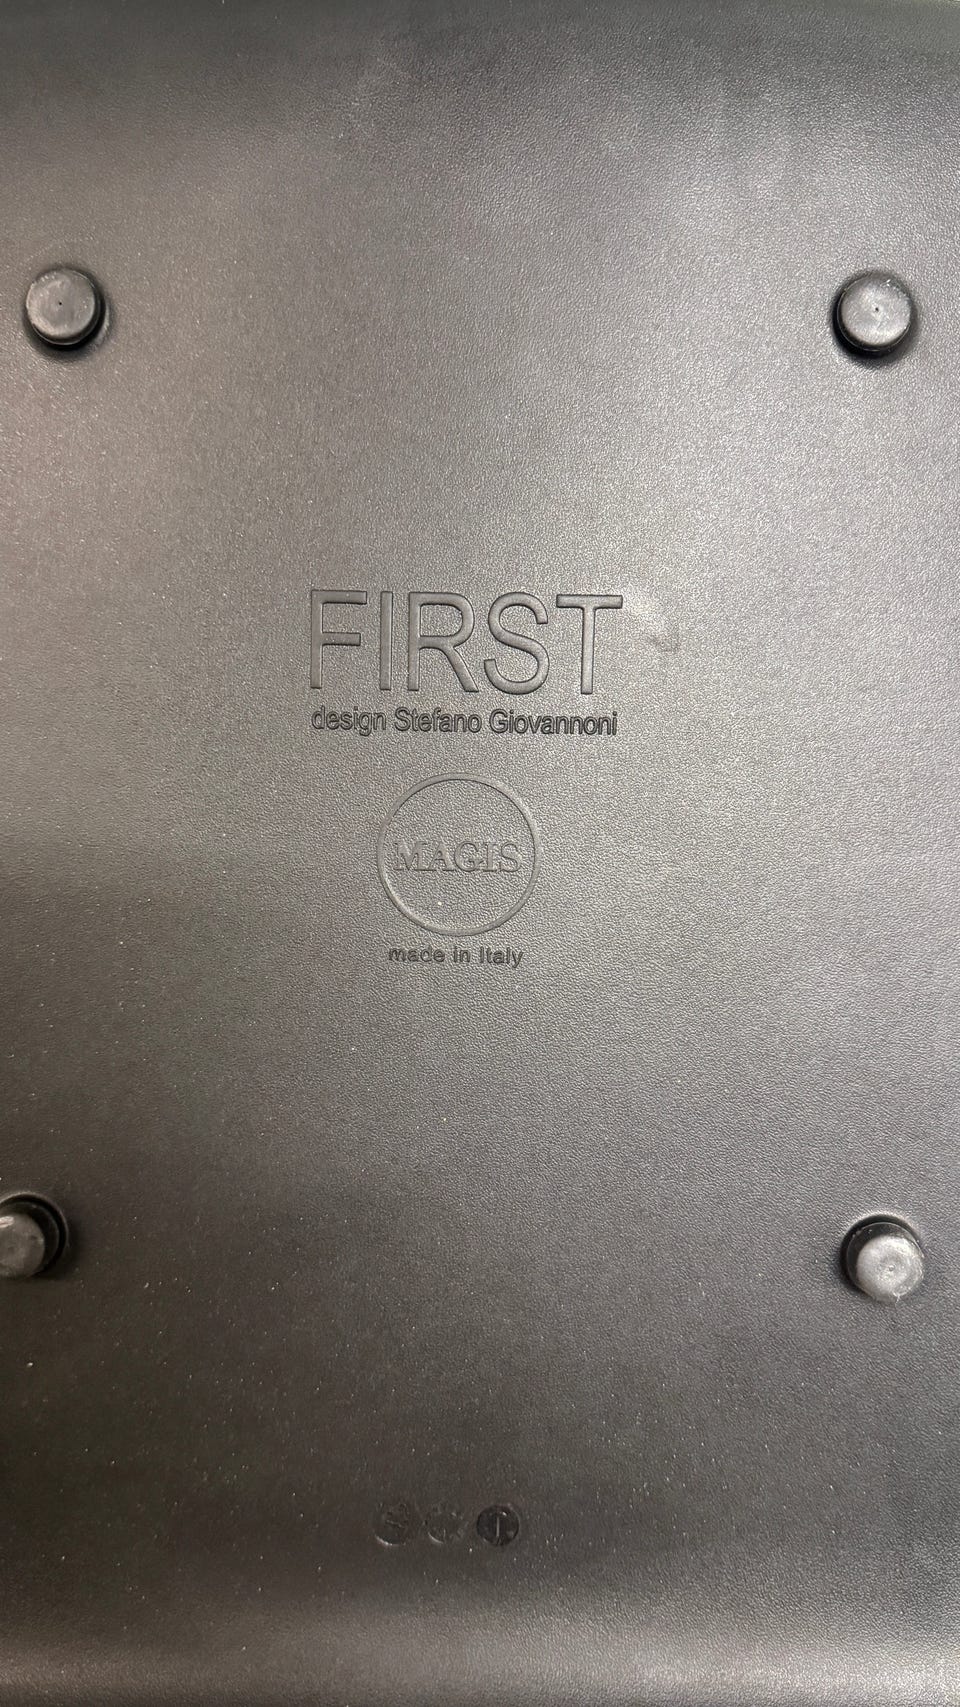 FIRST
design Stefano Giovannoni
MAGIS
made in Italy